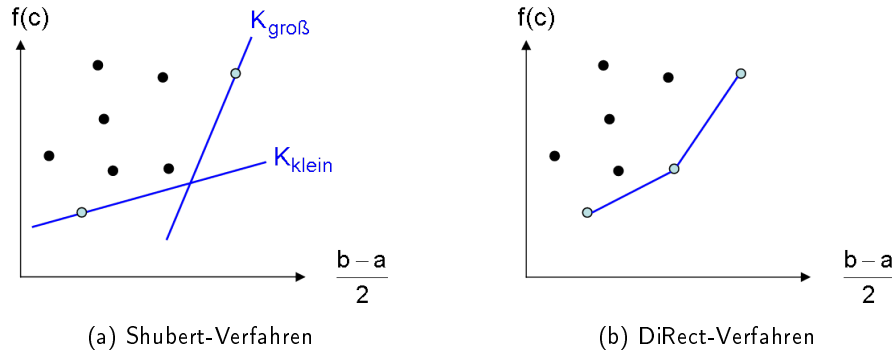 f(c)
K_groß
K_klein
b – a
2
(a) Shubert-Verfahren
f(c)
b – a
2
(b) DiRect-Verfahren